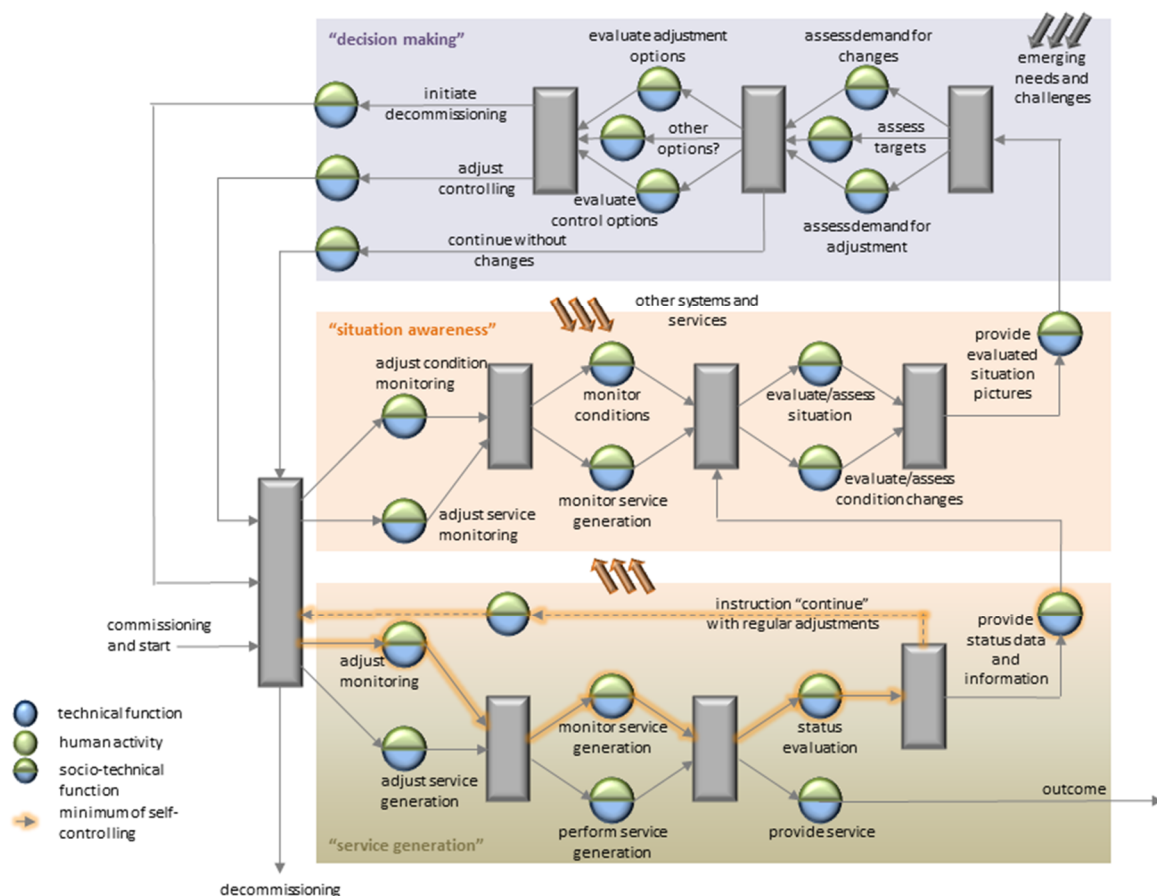 “decision making”
evaluate adjustment
options
assess demand for
changes
emerging
needs and
challenges
initiate
decommissioning
other
options?
assess
targets
adjust
controlling
evaluate
control options
assess demand for
adjustment
continue without
changes
other systems and
services
“situation awareness”
adjust condition
monitoring
monitor
conditions
evaluate/assess
situation
provide
evaluated
situation
pictures
adjust service
monitoring
monitor service
generation
evaluate/assess
condition changes
instruction “continue”
with regular adjustments
commissioning
and start
adjust
monitoring
provide
status data
and
information
monitor service
generation
status
evaluation
technical function
human activity
socio-technical
function
minimum of self-
controlling
adjust service
generation
perform service
generation
provide service
outcome
“service generation”
decommissioning